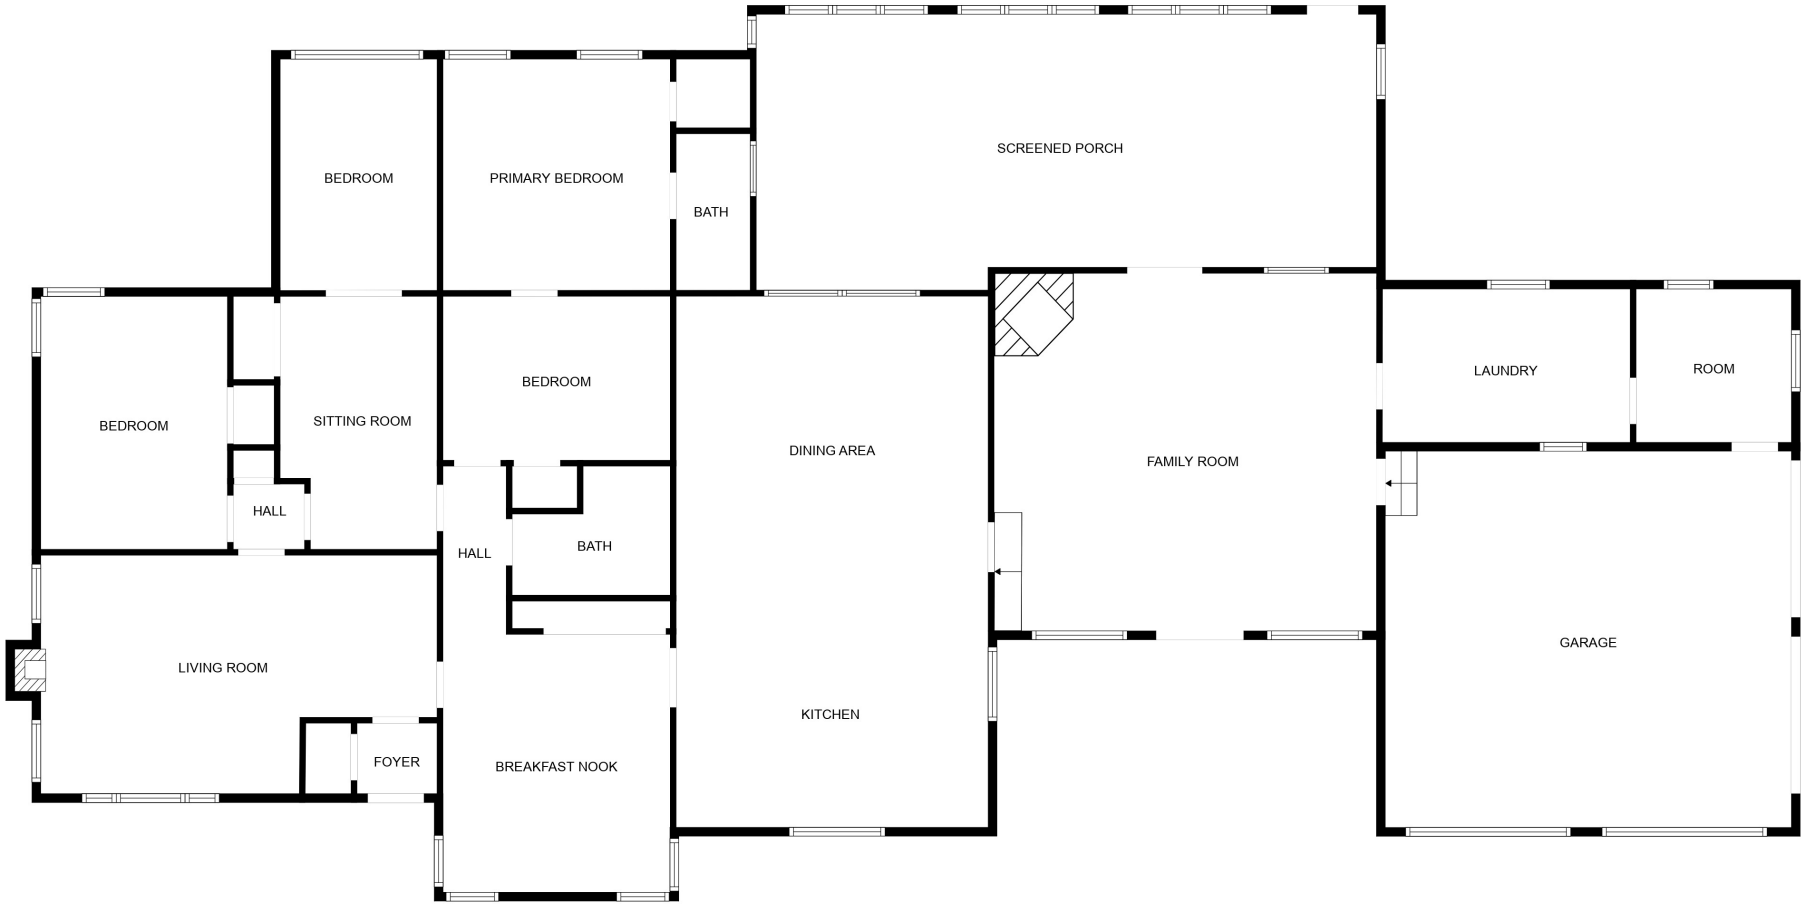 SCREENED PORCH
BEDROOM
PRIMARY BEDROOM
BATH
LAUNDRY
ROOM
BEDROOM
SITTING ROOM
BEDROOM
DINING AREA
FAMILY ROOM
HALL
HALL
BATH
GARAGE
LIVING ROOM
KITCHEN
FOYER
BREAKFAST NOOK